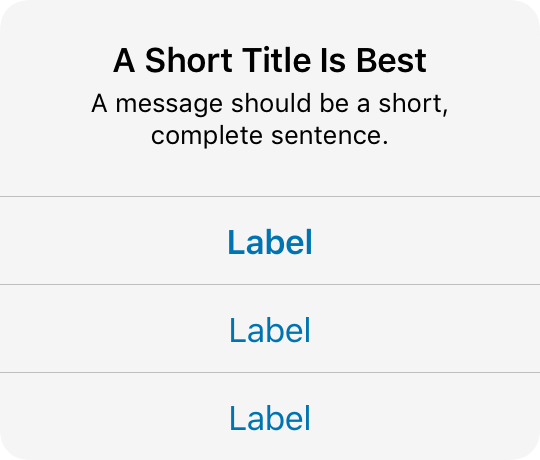 A Short Title Is Best
A message should be a short,
complete sentence.
Label
Label
Label